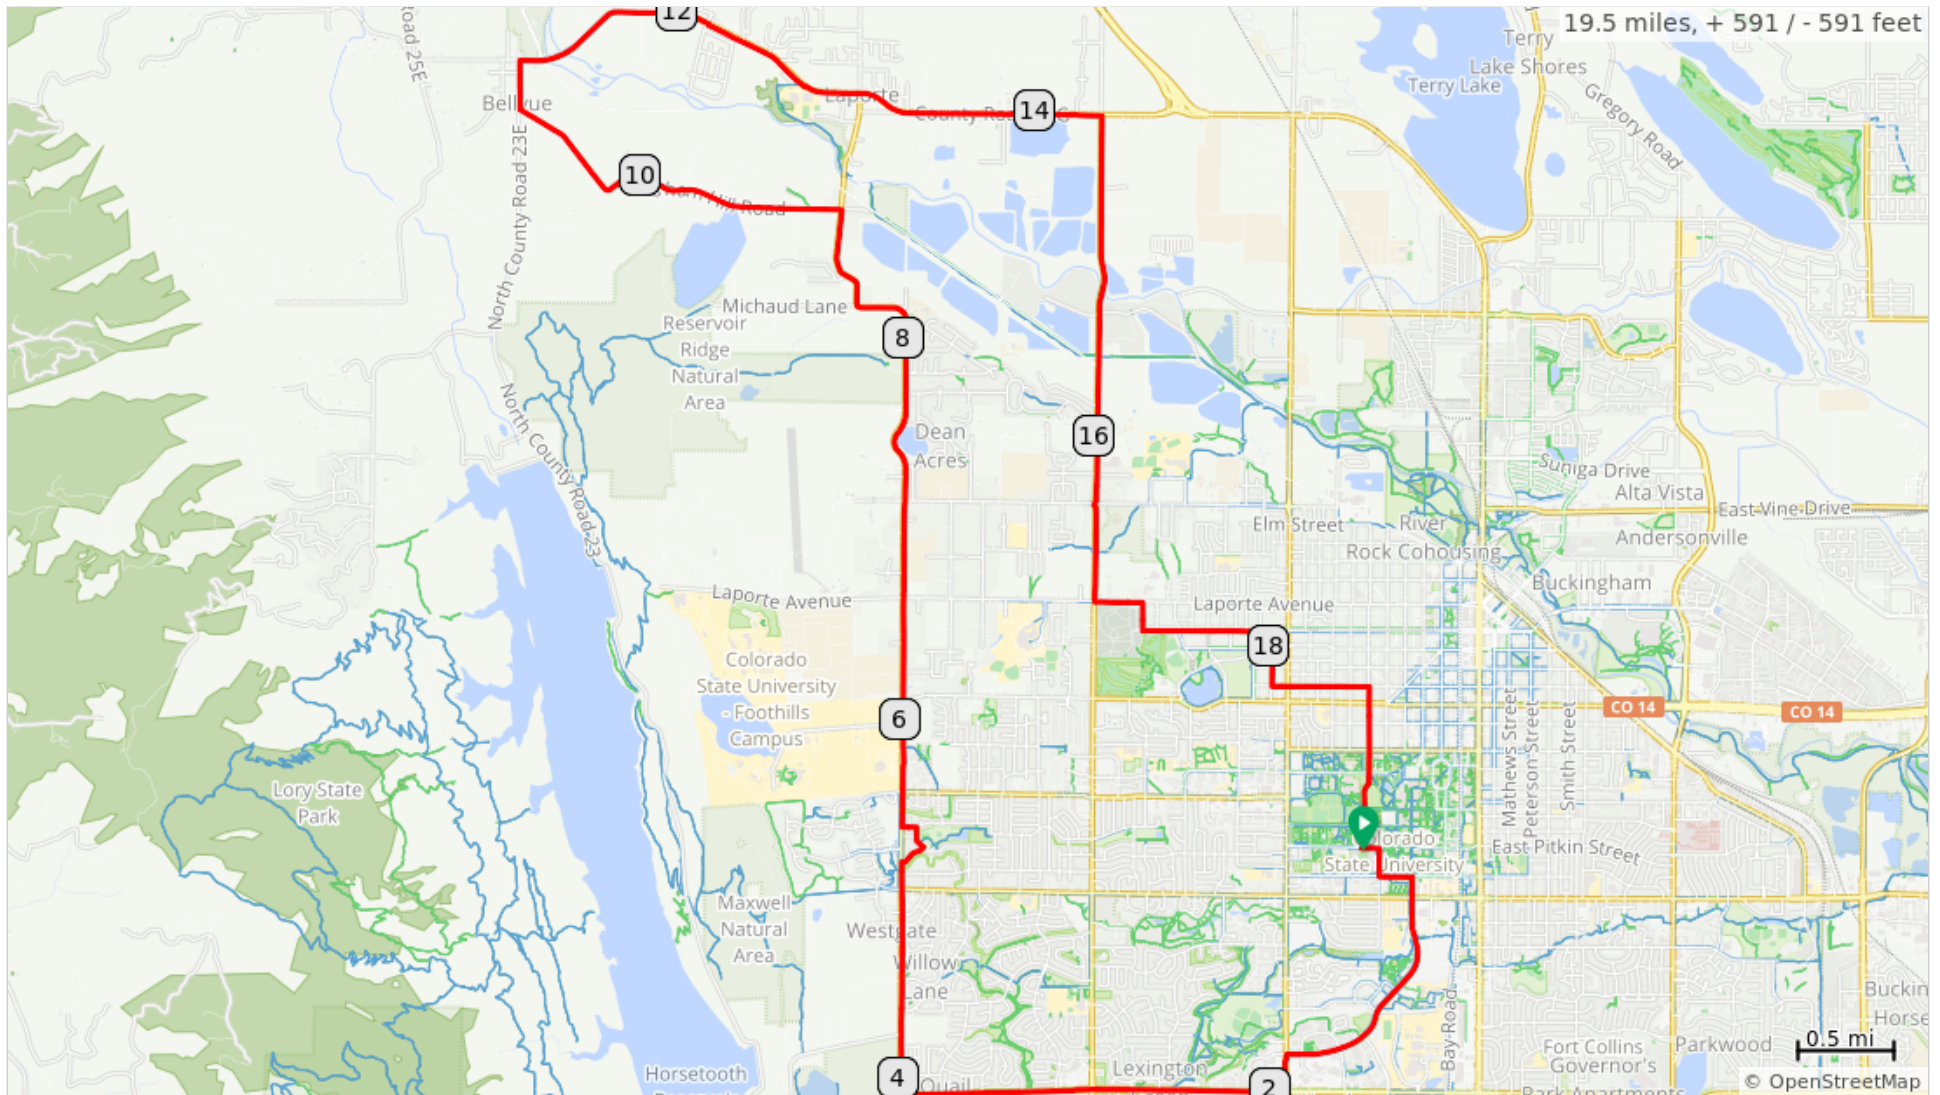 19.5 miles, + 591 / - 591 feet
12
Road 25E
Terry
Lake Shores
Terry Lake
Gregory Road
Bellvue
Laporte
14
North County Road 23E
10
Hill Road
Michaud Lane
Reservoir
Ridge
Natural
Area
8
North County Road 23
Dean
Acres
16
Suniga Drive
Alta Vista
East Vine Drive
Andersonville
Elm Street
River
Rock Cohousing
Buckingham
Laporte Avenue
Laporte Avenue
18
Colorado
State University
- Foothills
Campus
6
CO 14
CO 14
Mathews Street
Peterson Street
Smith Street
Lory State
Park
State University
East Pitkin Street
Maxwell
Natural
Area
Westgate
Willow
Lane
Bay Road
0.5 mi
Fort Collins
Governor's
Parkwood
Horsetooth
4
Quail
Lexington
2
Park Apartments
© OpenStreetMap